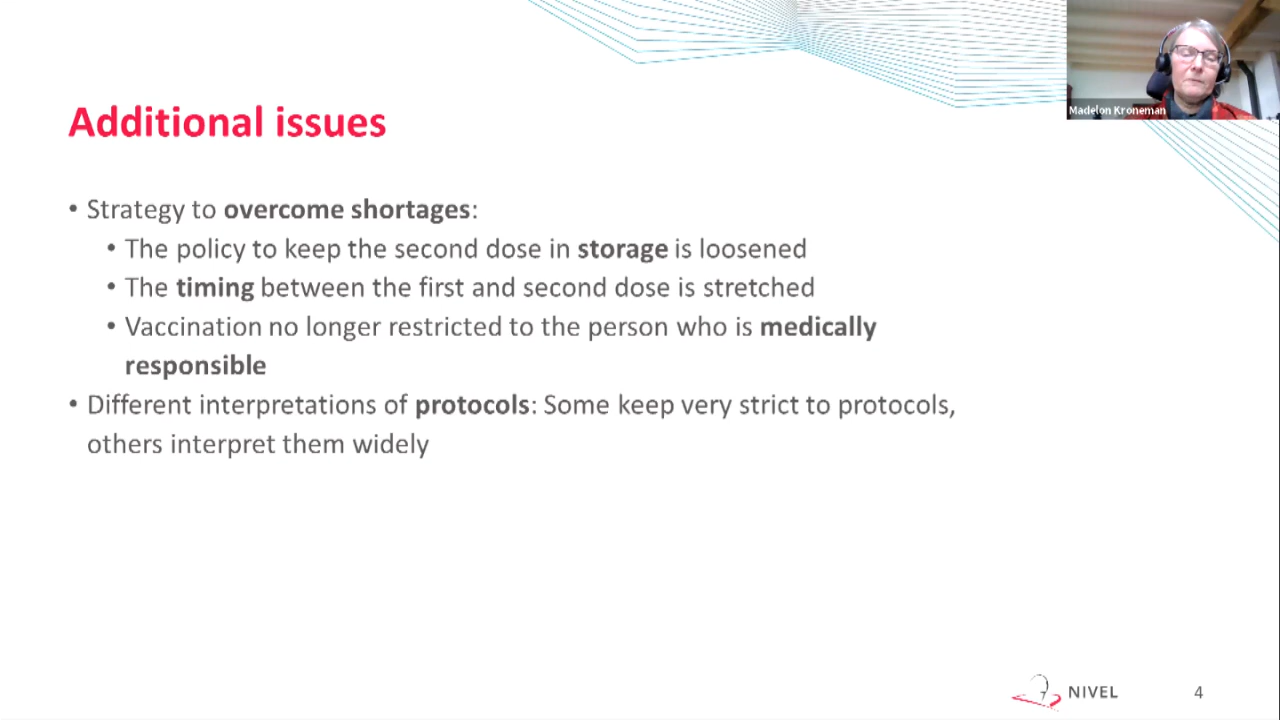 Madelon Kroneman
Additional issues
• Strategy to overcome shortages:
• The policy to keep the second dose in storage is loosened
• The timing between the first and second dose is stretched
• Vaccination no longer restricted to the person who is medically
responsible
• Different interpretations of protocols: Some keep very strict to protocols,
others interpret them widely
NIVEL
4